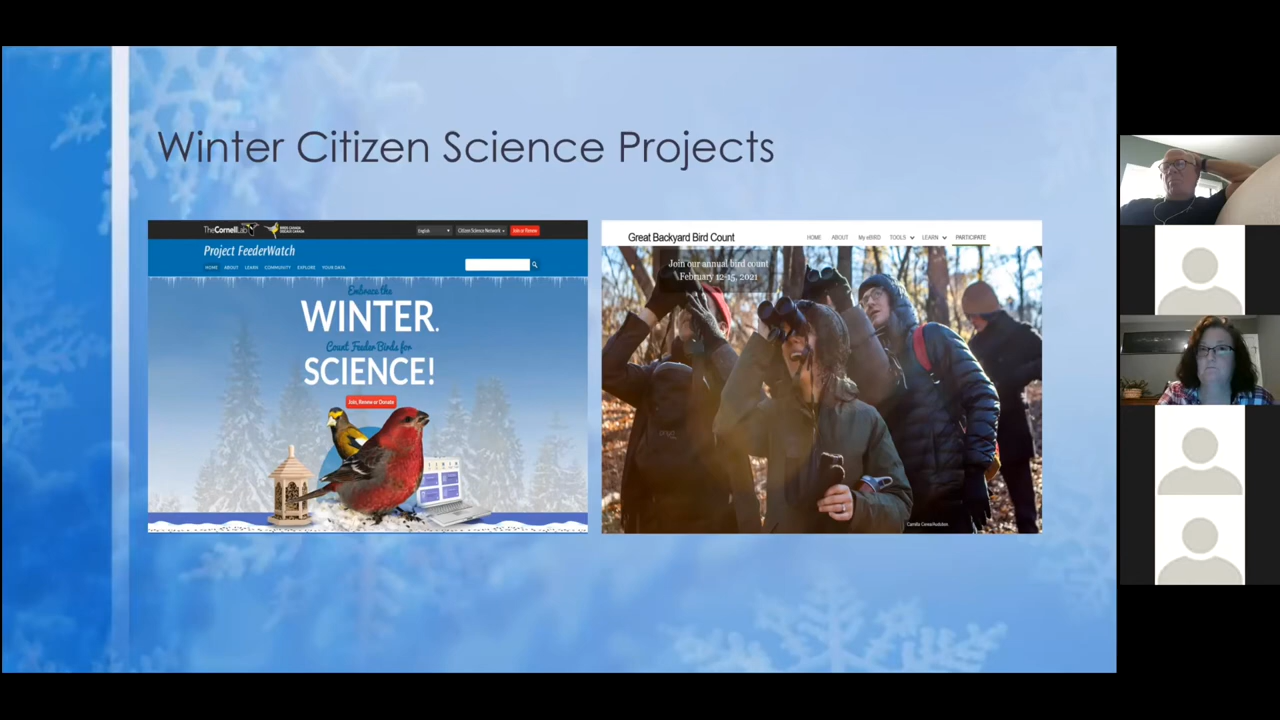 Winter Citizen Science Projects
TheCornellLab
English
Citizen Science Network
Join or Renew
Project FeederWatch
HOME ABOUT LEARN COMMUNITY EXPLORE YOUR DATA
Embrace the
WINTER.
Count Feeder Birds for
SCIENCE!
Join, Renew or Donate
Great Backyard Bird Count
HOME ABOUT My eBIRD TOOLS LEARN PARTICIPATE
Join our annual bird count
February 12-15, 2021